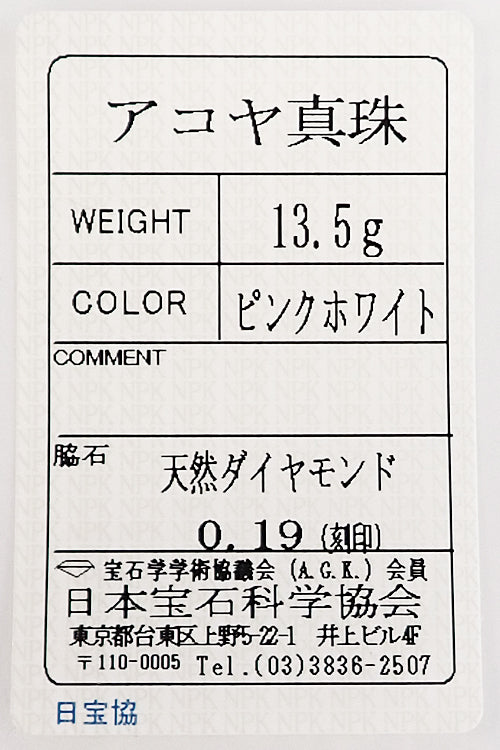 アコヤ真珠
WEIGHT 13.5g
COLOR ピンクホワイト
COMMENT
脇石 天然ダイヤモンド
0.19 (刻印)
宝石学学術協議会 (A.G.K.) 会員
日本宝石科学協会
東京都台東区上野5-22-1 井上ビル4F
〒110-0005 Tel.(03)3836-2507
日宝協